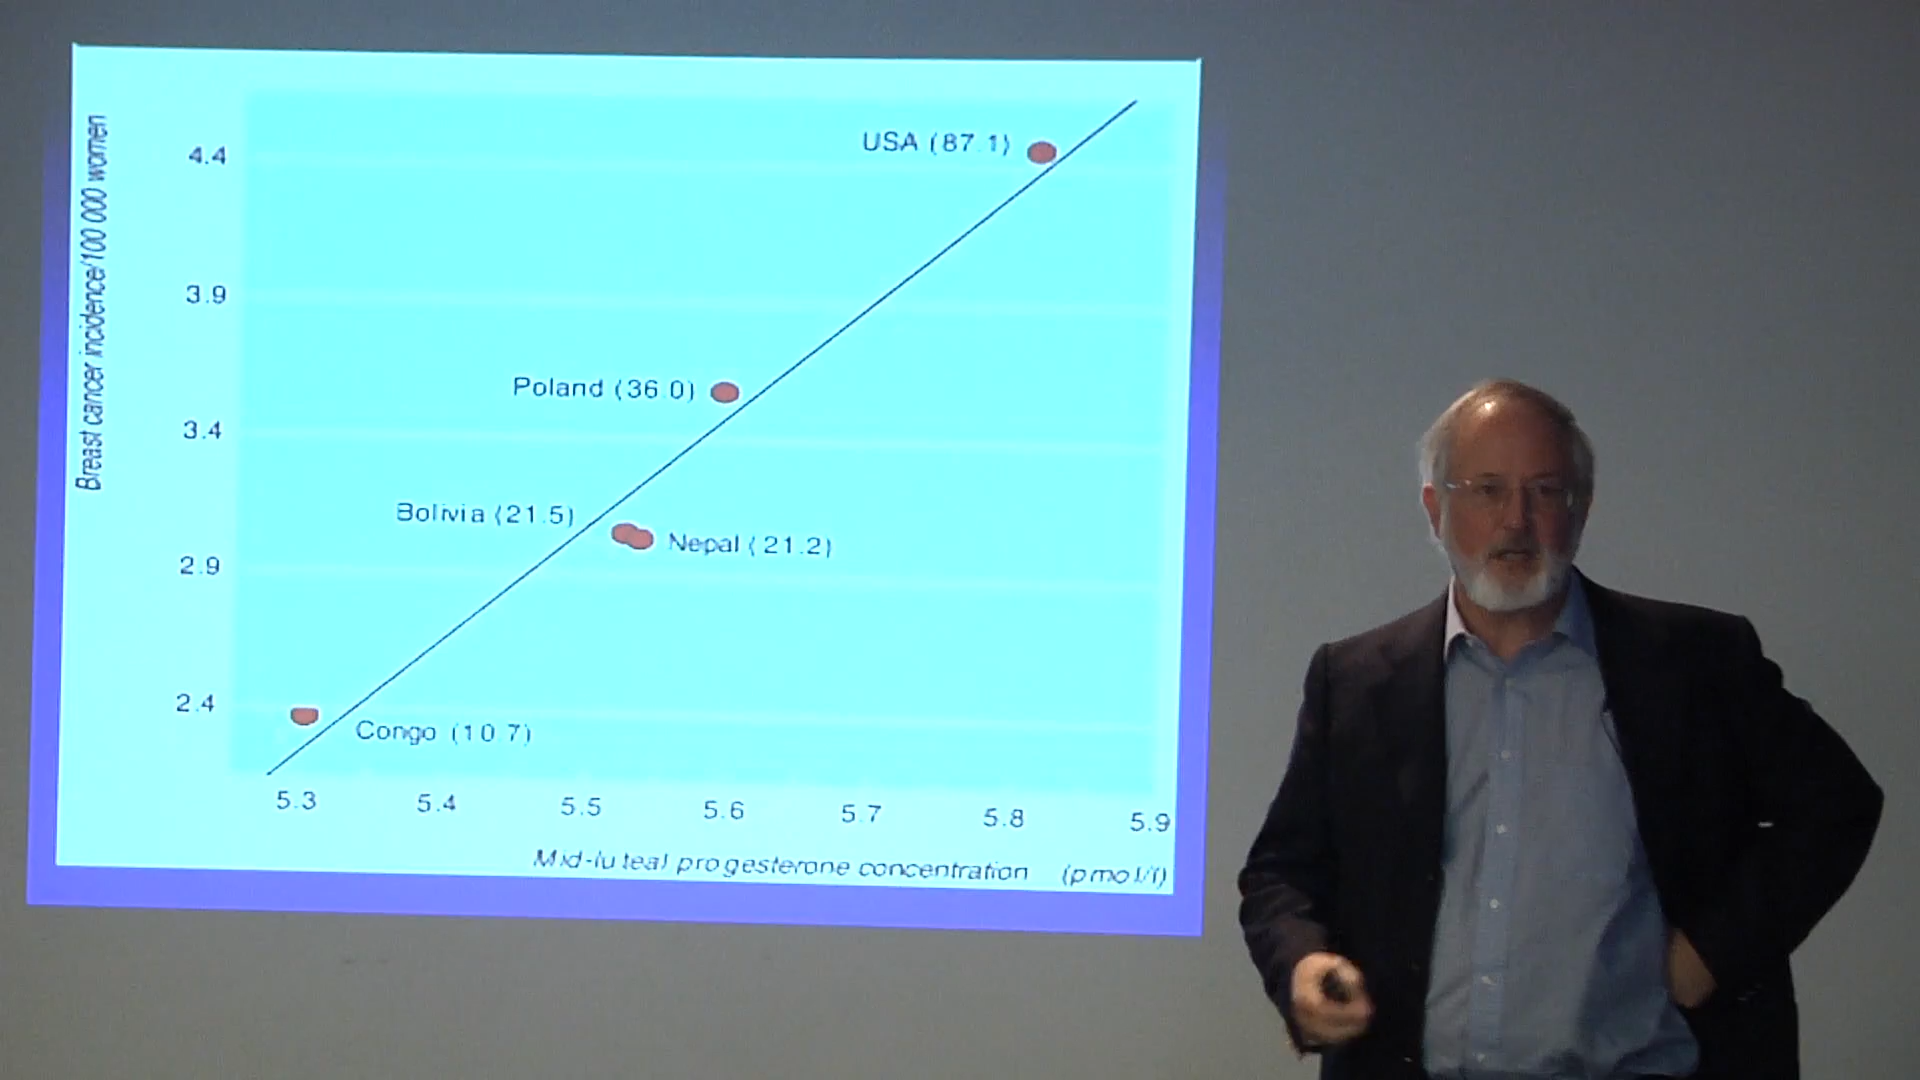 Breast cancer incidence/100 000 women
4.4
3.9
3.4
2.9
2.4
USA (87.1)
Poland (36.0)
Bolivia (21.5)
Nepal (21.2)
Congo (10.7)
5.3 5.4 5.5 5.6 5.7 5.8 5.9
Mid-luteal progesterone concentration (pmol/l)